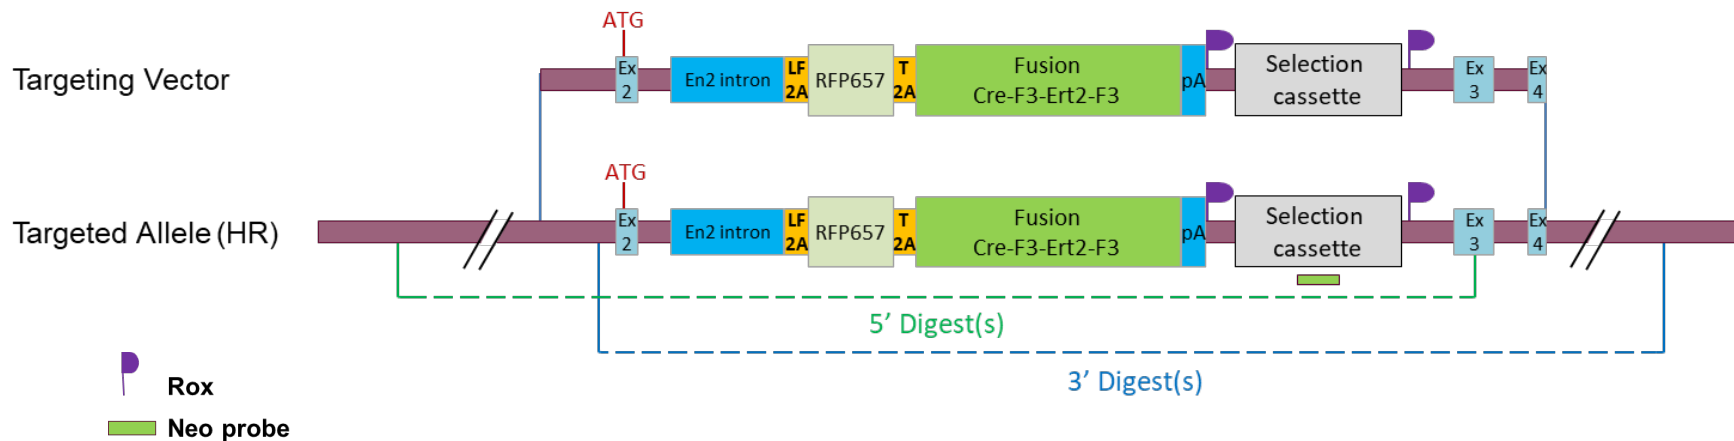 ATG
Targeting Vector
Ex
2
En2 intron
LF
2A
RFP657
T
2A
Fusion
Cre-F3-Ert2-F3
pA
Selection
cassette
Ex
3
Ex
4
ATG
Targeted Allele (HR)
Ex
2
En2 intron
LF
2A
RFP657
T
2A
Fusion
Cre-F3-Ert2-F3
pA
Selection
cassette
Ex
3
Ex
4
5’ Digest(s)
3’ Digest(s)
Rox
Neo probe